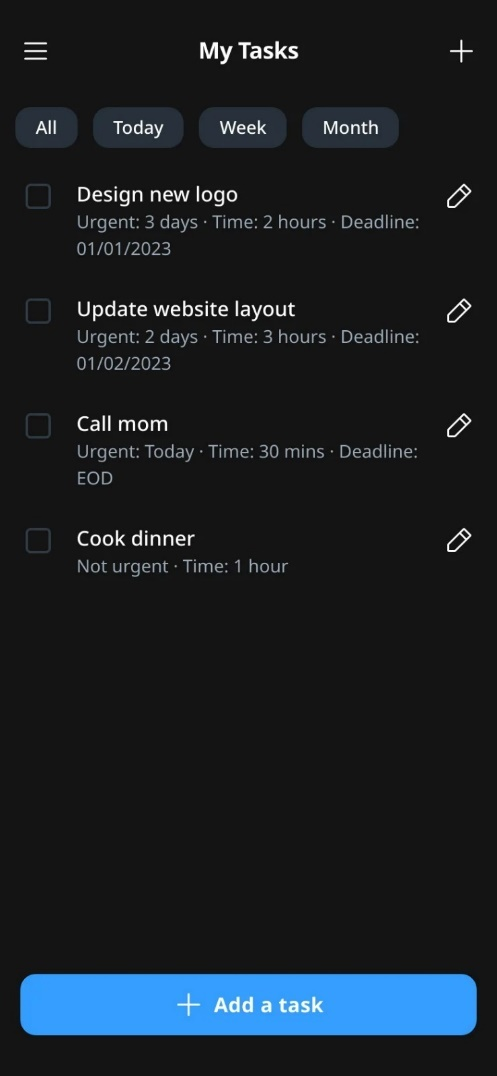 My Tasks
All Today Week Month
Design new logo
Urgent: 3 days · Time: 2 hours · Deadline:
01/01/2023
Update website layout
Urgent: 2 days · Time: 3 hours · Deadline:
01/02/2023
Call mom
Urgent: Today · Time: 30 mins · Deadline:
EOD
Cook dinner
Not urgent · Time: 1 hour
Add a task